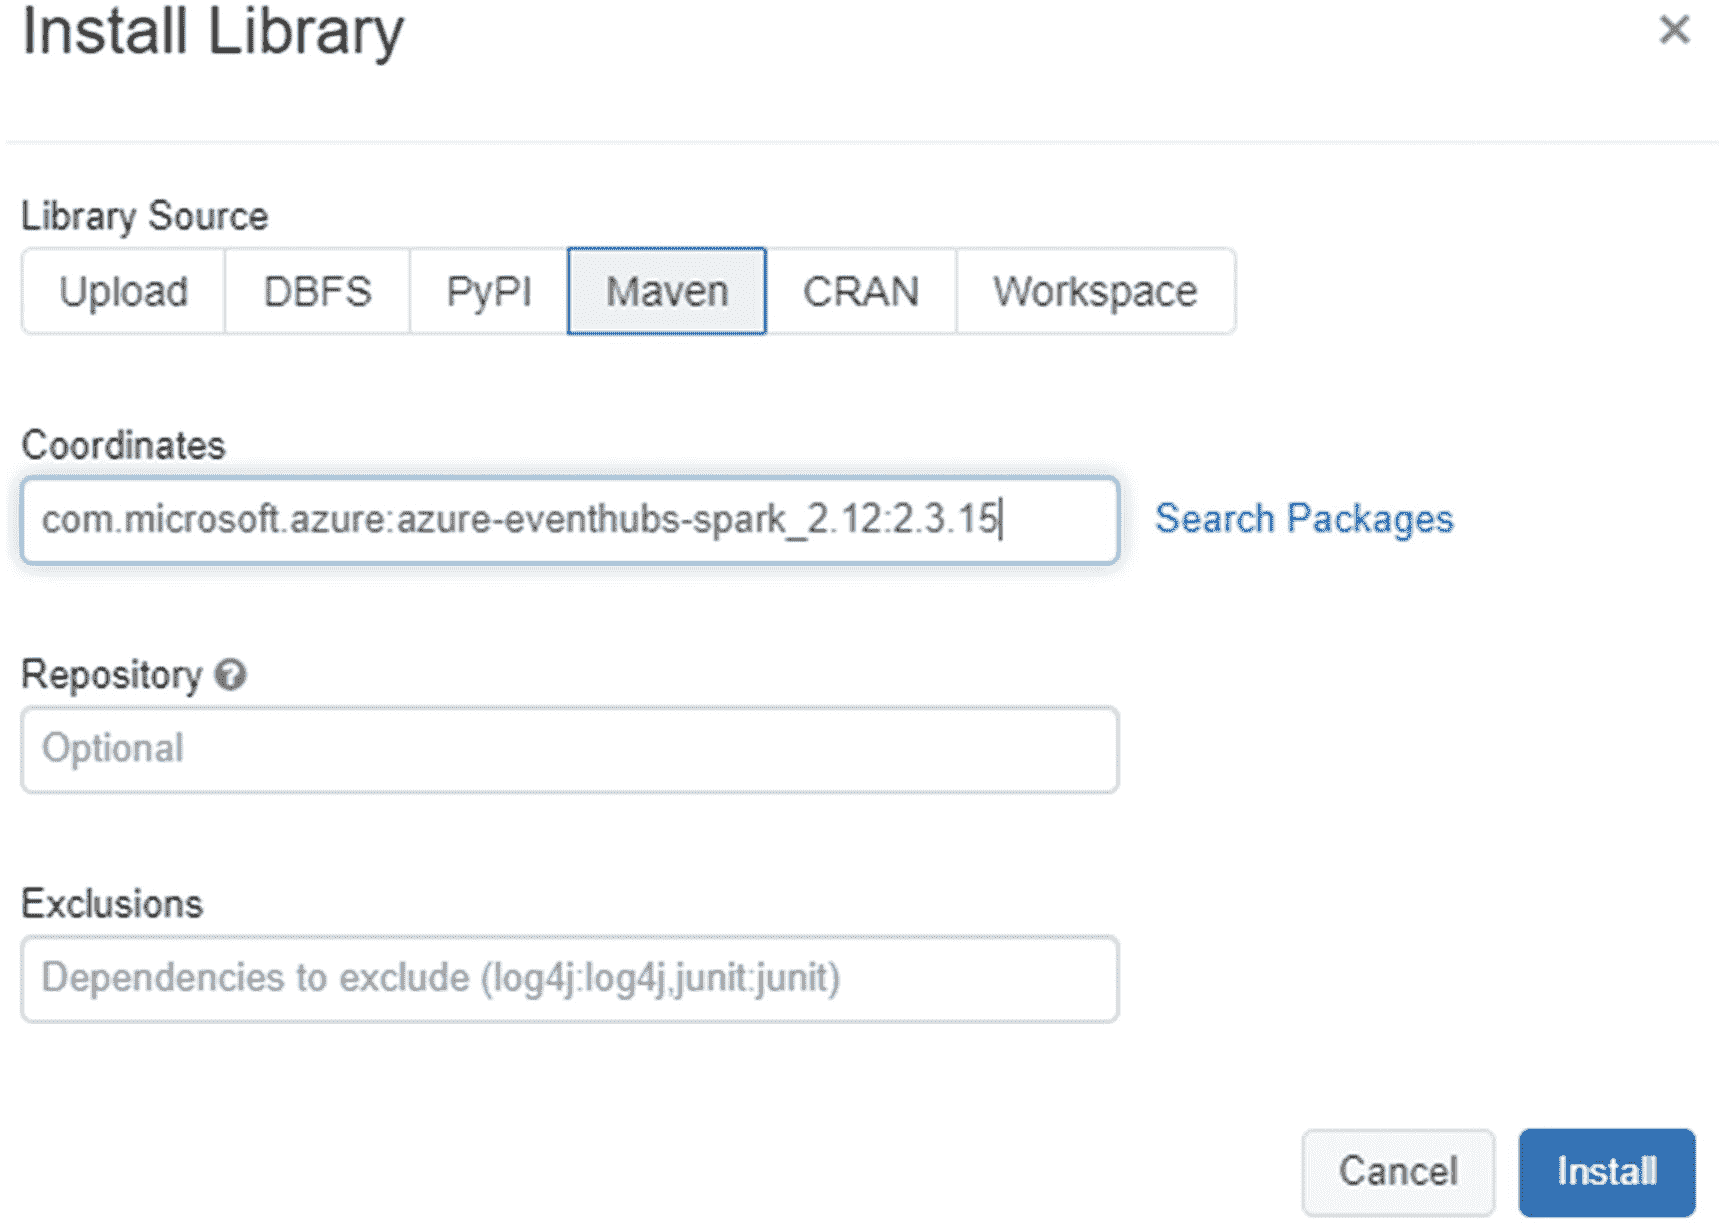 Install Library
×
Library Source
Upload DBFS PyPI Maven CRAN Workspace
Coordinates
com.microsoft.azure:azure-eventhubs-spark_2.12:2.3.15 Search Packages
Repository ?
Optional
Exclusions
Dependencies to exclude (log4j:log4j,junit:junit)
Cancel Install